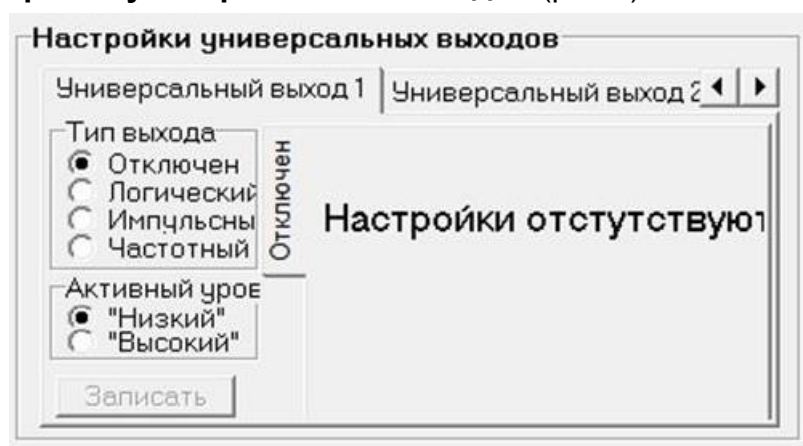 Настройки универсальных выходов
Универсальный выход 1
Универсальный выход 2
Тип выхода
Отключен
Логический
Импульсны
Частотный
Отключен
Настройки отстутствуют
Активный уров
"Низкий"
"Высокий"
Записать